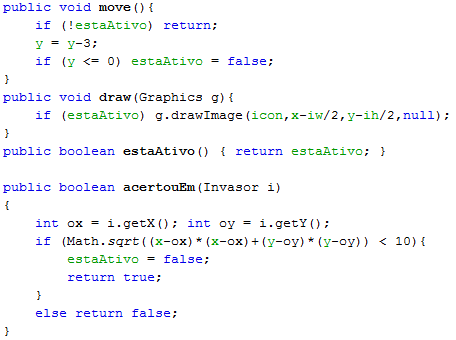 public void move(){
    if (!estaAtivo) return;
    y = y-3;
    if (y <= 0) estaAtivo = false;
}
public void draw(Graphics g){
    if (estaAtivo) g.drawImage(icon,x-iw/2,y-ih/2,null);
}
public boolean estaAtivo() { return estaAtivo; }

public boolean acertouEm(Invasor i)
{
    int ox = i.getX(); int oy = i.getY();
    if (Math.sqrt((x-ox)*(x-ox)+(y-oy)*(y-oy)) < 10){
        estaAtivo = false;
        return true;
    }
    else return false;
}